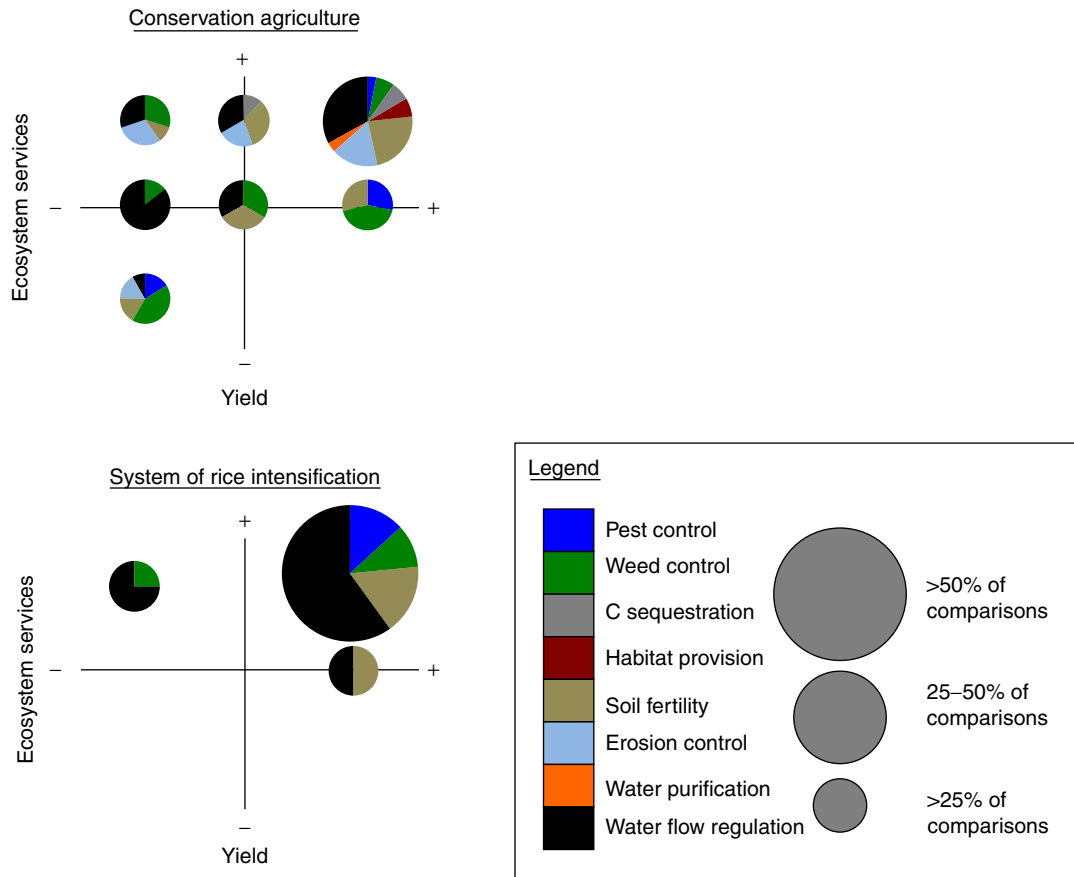 Conservation agriculture
+
Ecosystem services
−
+
−
Yield
System of rice intensification
+
Ecosystem services
−
+
−
Yield
Legend
Pest control
Weed control
C sequestration
Habitat provision
Soil fertility
Erosion control
Water purification
Water flow regulation
>50% of
comparisons
25–50% of
comparisons
>25% of
comparisons